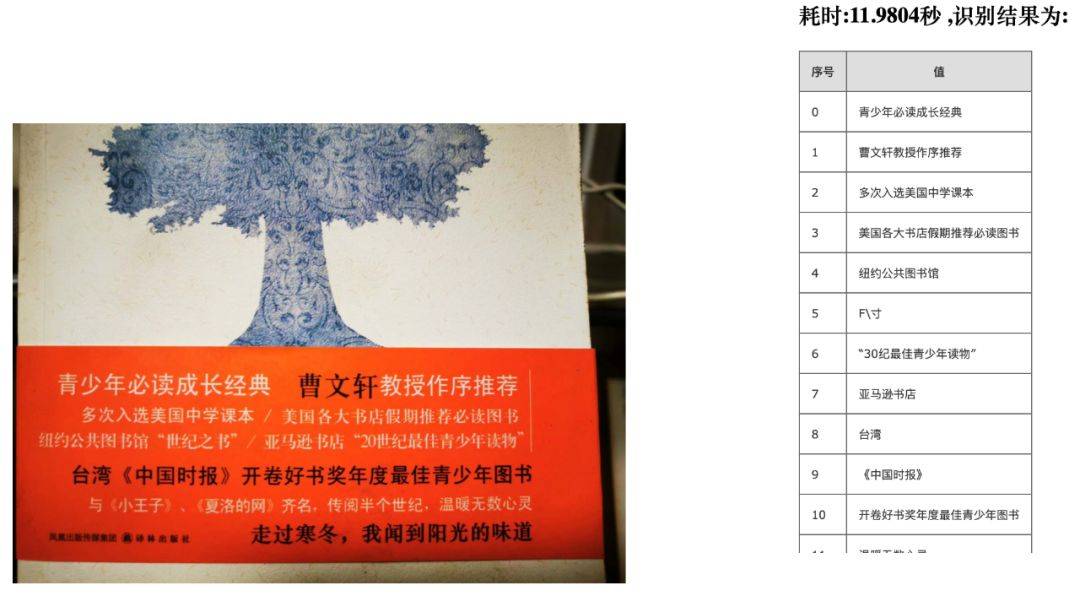 耗时:11.9804秒 ,识别结果为:
序号 值
0 青少年必读成长经典
1 曹文轩教授作序推荐
2 多次入选美国中学课本
3 美国各大书店假期推荐必读图书
4 纽约公共图书馆
5 F\寸
6 “30纪最佳青少年读物”
7 亚马逊书店
8 台湾
9 《中国时报》
10 开卷好书奖年度最佳青少年图书
青少年必读成长经典 曹文轩教授作序推荐
多次入选美国中学课本 / 美国各大书店假期推荐必读图书
纽约公共图书馆“世纪之书” / 亚马逊书店“20世纪最佳青少年读物”
台湾《中国时报》开卷好书奖年度最佳青少年图书
与《小王子》、《夏洛的网》齐名，传阅半个世纪，温暖无数心灵
走过寒冬，我闻到阳光的味道
凤凰出版传媒集团 译林出版社